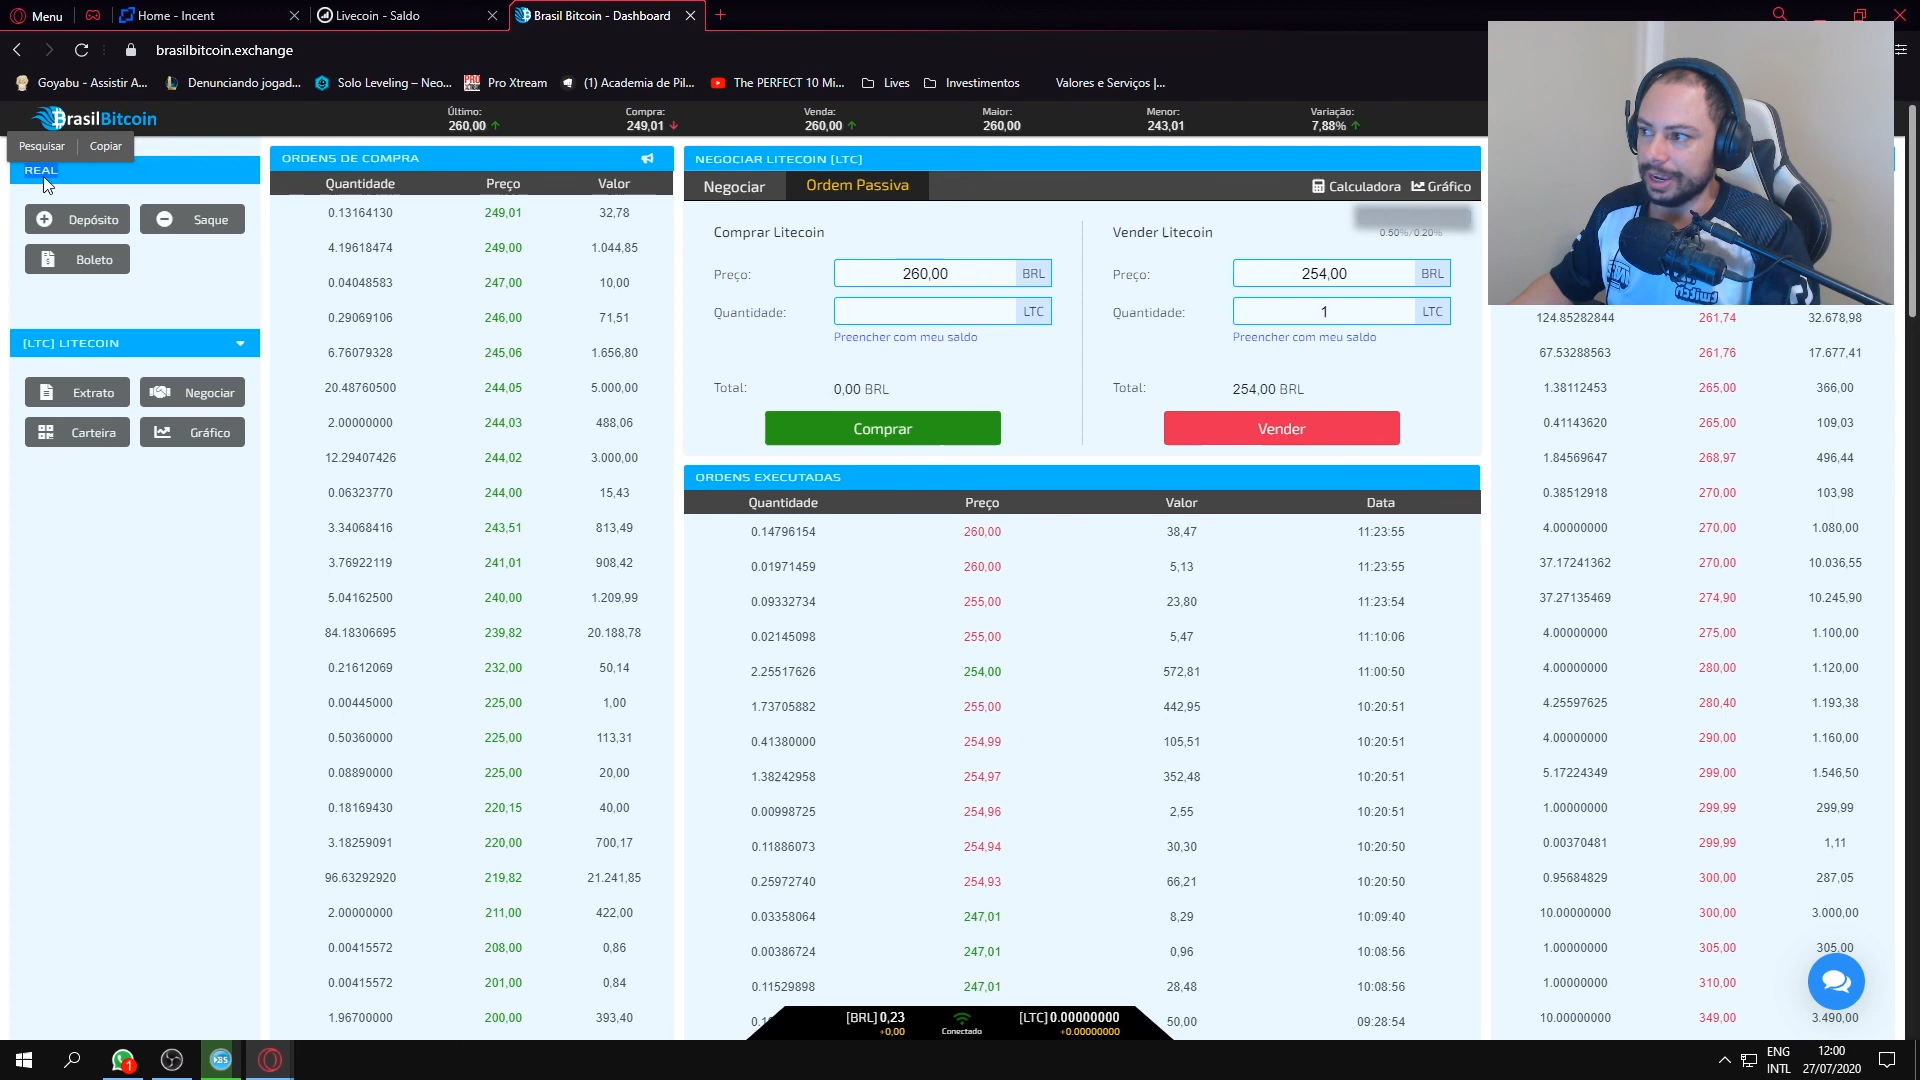 Menu
Home - Incent
Livecoin - Saldo
Brasil Bitcoin - Dashboard
brasilbitcoin.exchange
Goyabu - Assistir A...
Denunciando jogad...
Solo Leveling – Neo...
Pro Xtream
(1) Academia de Pil...
The PERFECT 10 Mi...
Lives
Investimentos
Valores e Serviços |...
BrasilBitcoin
Último:
260,00
Compra:
249,01
Venda:
260,00
Maior:
260,00
Menor:
243,01
Variação:
7,88%
Pesquisar
Copiar
REAL
Depósito
Saque
Boleto
[LTC] LITECOIN
Extrato
Negociar
Carteira
Gráfico
ORDENS DE COMPRA
Quantidade Preço Valor
0.13164130 249,01 32,78
4.19618474 249,00 1.044,85
0.04048583 247,00 10,00
0.29069106 246,00 71,51
6.76079328 245,06 1.656,80
20.48760500 244,05 5.000,00
2.00000000 244,03 488,06
12.29407426 244,02 3.000,00
0.06323770 244,00 15,43
3.34068416 243,51 813,49
3.76922119 241,01 908,42
5.04162500 240,00 1.209,99
84.18306695 239,82 20.188,78
0.21612069 232,00 50,14
0.00445000 225,00 1,00
0.50360000 225,00 113,31
0.08890000 225,00 20,00
0.18169430 220,15 40,00
3.18259091 220,00 700,17
96.63292920 219,82 21.241,85
2.00000000 211,00 422,00
0.00415572 208,00 0,86
0.00415572 201,00 0,84
1.96700000 200,00 393,40
NEGOCIAR LITECOIN [LTC]
Negociar
Ordem Passiva
Calculadora
Gráfico
0.50%/0.20%
Comprar Litecoin
Preço: 260,00 BRL
Quantidade: LTC
Preencher com meu saldo
Total: 0,00 BRL
Comprar
Vender Litecoin
Preço: 254,00 BRL
Quantidade: 1 LTC
Preencher com meu saldo
Total: 254,00 BRL
Vender
ORDENS EXECUTADAS
Quantidade Preço Valor Data
0.14796154 260,00 38,47 11:23:55
0.01971459 260,00 5,13 11:23:55
0.09332734 255,00 23,80 11:23:54
0.02145098 255,00 5,47 11:10:06
2.25517626 254,00 572,81 11:00:50
1.73705882 255,00 442,95 10:20:51
0.41380000 254,99 105,51 10:20:51
1.38242958 254,97 352,48 10:20:51
0.00998725 254,96 2,55 10:20:51
0.11886073 254,94 30,30 10:20:50
0.25972740 254,93 66,21 10:20:50
0.03358064 247,01 8,29 10:09:40
0.00386724 247,01 0,96 10:08:56
0.11529898 247,01 28,48 10:08:56
50,00 09:28:54
124.85282844 261,74 32.678,98
67.53288563 261,76 17.677,41
1.38112453 265,00 366,00
0.41143620 265,00 109,03
1.84569647 268,97 496,44
0.38512918 270,00 103,98
4.00000000 270,00 1.080,00
37.17241362 270,00 10.036,55
37.27135469 274,90 10.245,90
4.00000000 275,00 1.100,00
4.00000000 280,00 1.120,00
4.25597625 280,40 1.193,38
4.00000000 290,00 1.160,00
5.17224349 299,00 1.546,50
1.00000000 299,99 299,99
0.00370481 299,99 1,11
0.95684829 300,00 287,05
10.00000000 300,00 3.000,00
1.00000000 305,00 305,00
1.00000000 310,00
10.00000000 349,00 3.490,00
[BRL] 0,23
+0,00
Conectado
[LTC] 0.00000000
+0.00000000
1
ENG
INTL
12:00
27/07/2020